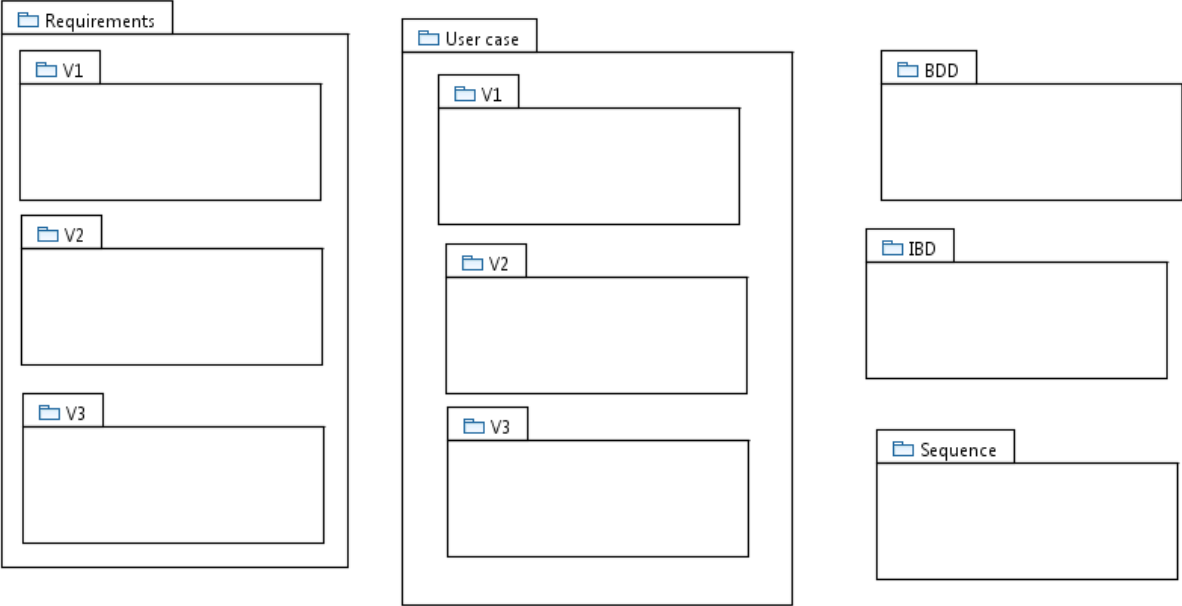 Requirements
V1
V2
V3
User case
V1
V2
V3
BDD
IBD
Sequence